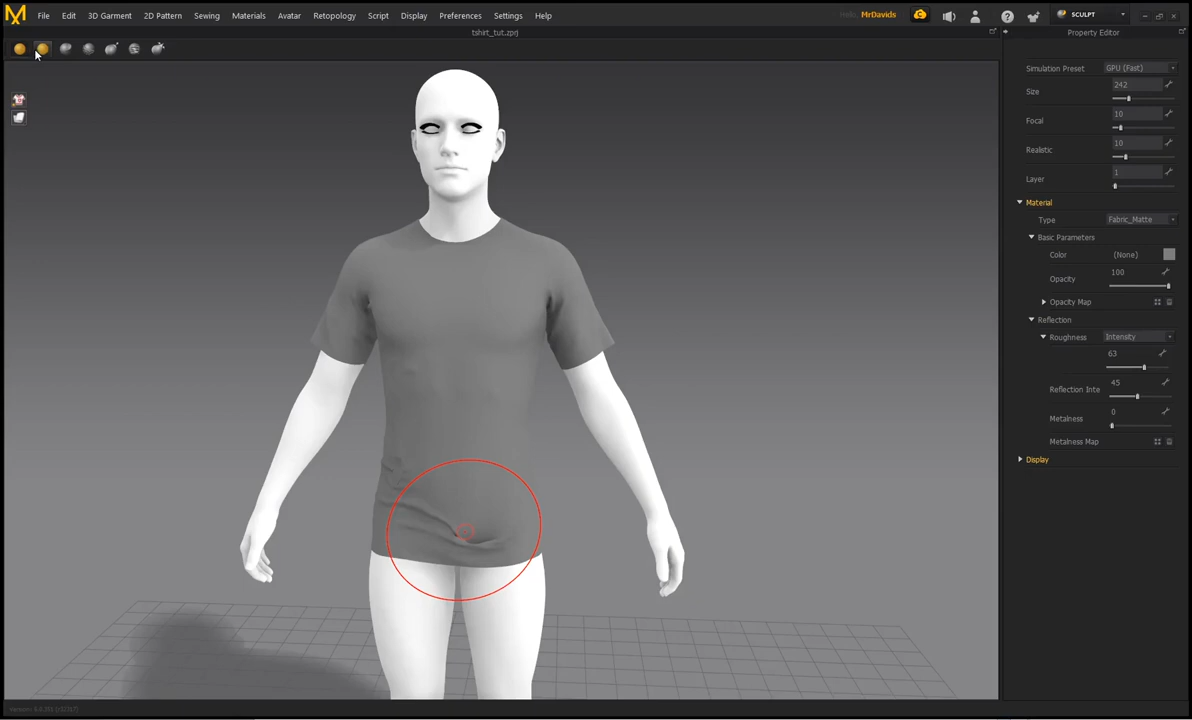 File Edit 3D Garment 2D Pattern Sewing Materials Avatar Retopology Script Display Preferences Settings Help
Hello, MrDavids
SCULPT
tshirt_tut.zprj
Property Editor
Simulation Preset GPU (Fast)
Size 242
Focal 10
Realistic 10
Layer 1
Material
Type Fabric_Matte
Basic Parameters
Color (None)
Opacity 100
Opacity Map
Reflection
Roughness Intensity
63
Reflection Inte 45
Metalness 0
Metalness Map
Display